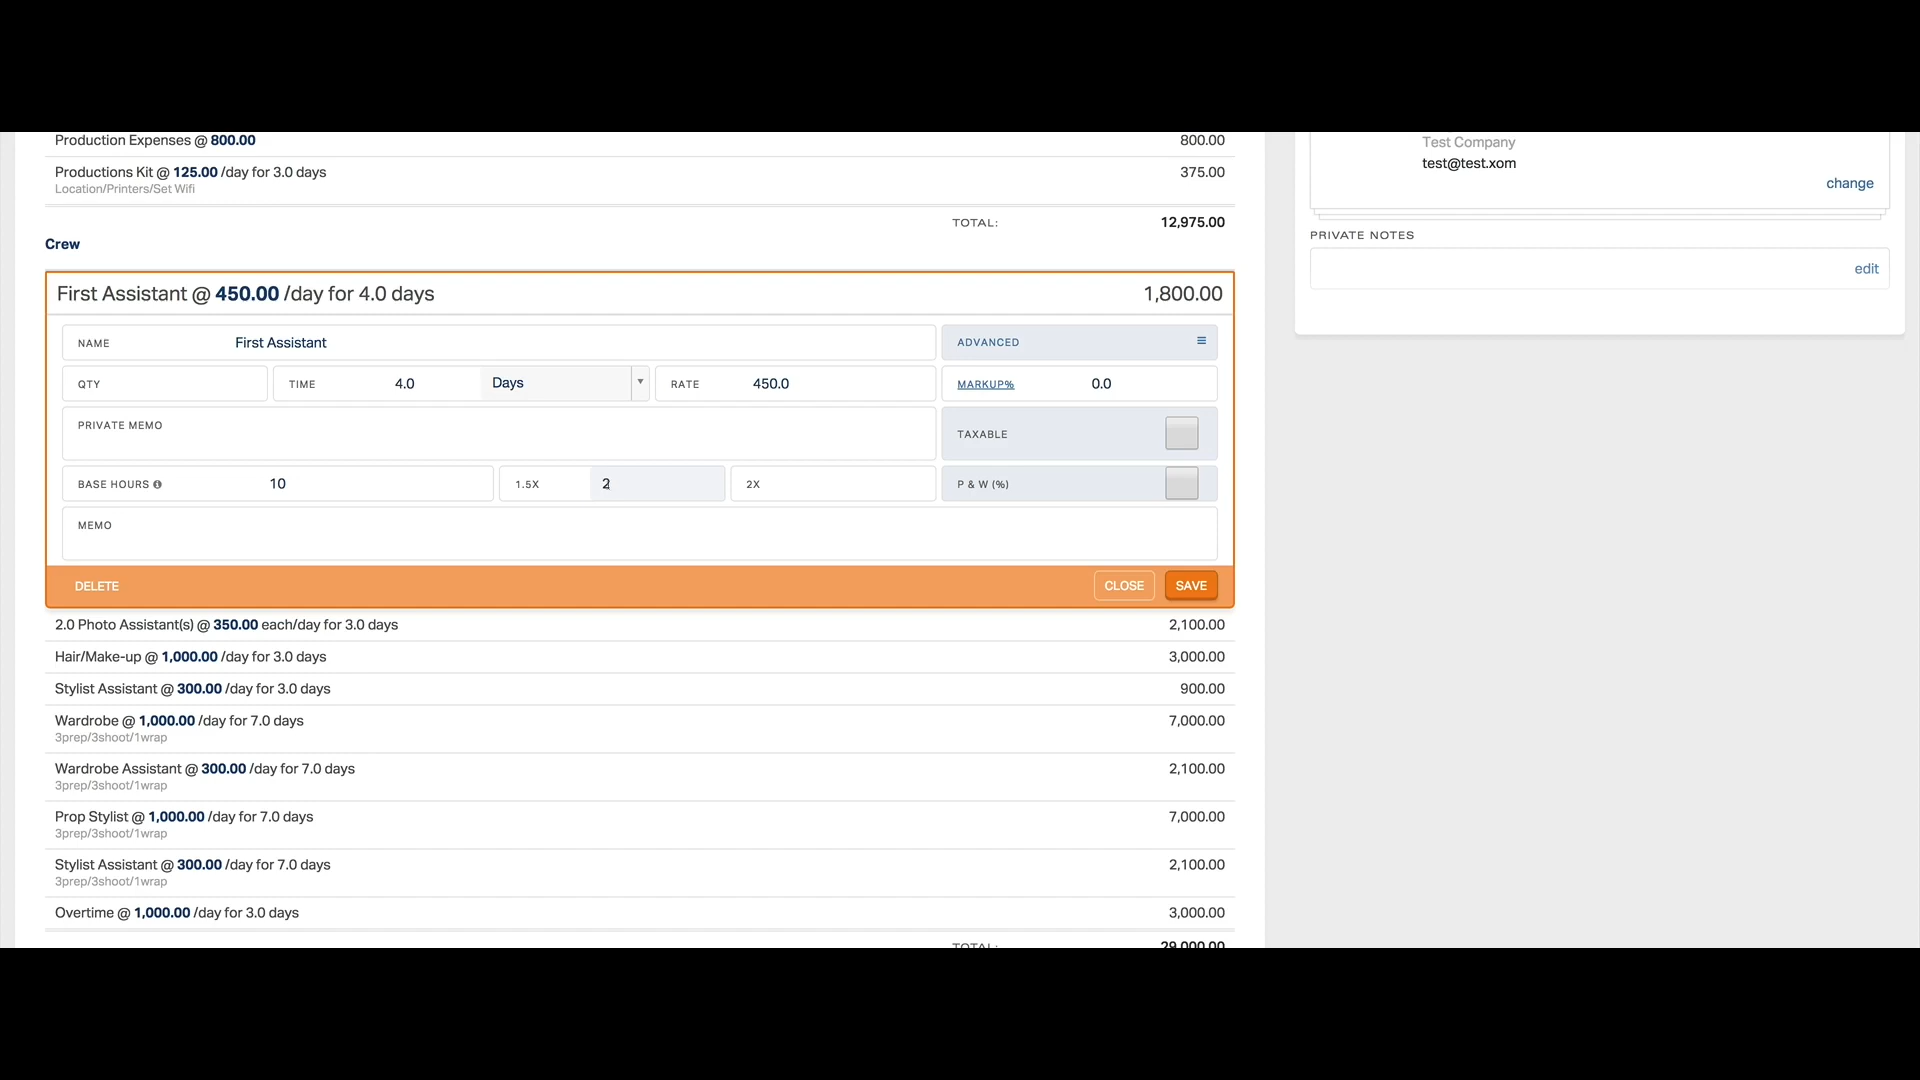 Production Expenses @ 800.00 800.00
Test Company
test@test.xom
Productions Kit @ 125.00 /day for 3.0 days 375.00
Location/Printers/Set Wifi
change
TOTAL: 12,975.00
PRIVATE NOTES
Crew
edit
First Assistant @ 450.00 /day for 4.0 days 1,800.00
NAME First Assistant ADVANCED
QTY TIME 4.0 Days RATE 450.0 MARKUP% 0.0
PRIVATE MEMO TAXABLE
BASE HOURS 10 1.5X 2 2X P & W (%)
MEMO
DELETE CLOSE SAVE
2.0 Photo Assistant(s) @ 350.00 each/day for 3.0 days 2,100.00
Hair/Make-up @ 1,000.00 /day for 3.0 days 3,000.00
Stylist Assistant @ 300.00 /day for 3.0 days 900.00
Wardrobe @ 1,000.00 /day for 7.0 days 7,000.00
3prep/3shoot/1wrap
Wardrobe Assistant @ 300.00 /day for 7.0 days 2,100.00
3prep/3shoot/1wrap
Prop Stylist @ 1,000.00 /day for 7.0 days 7,000.00
3prep/3shoot/1wrap
Stylist Assistant @ 300.00 /day for 7.0 days 2,100.00
3prep/3shoot/1wrap
Overtime @ 1,000.00 /day for 3.0 days 3,000.00
TOTAL: 29,000.00